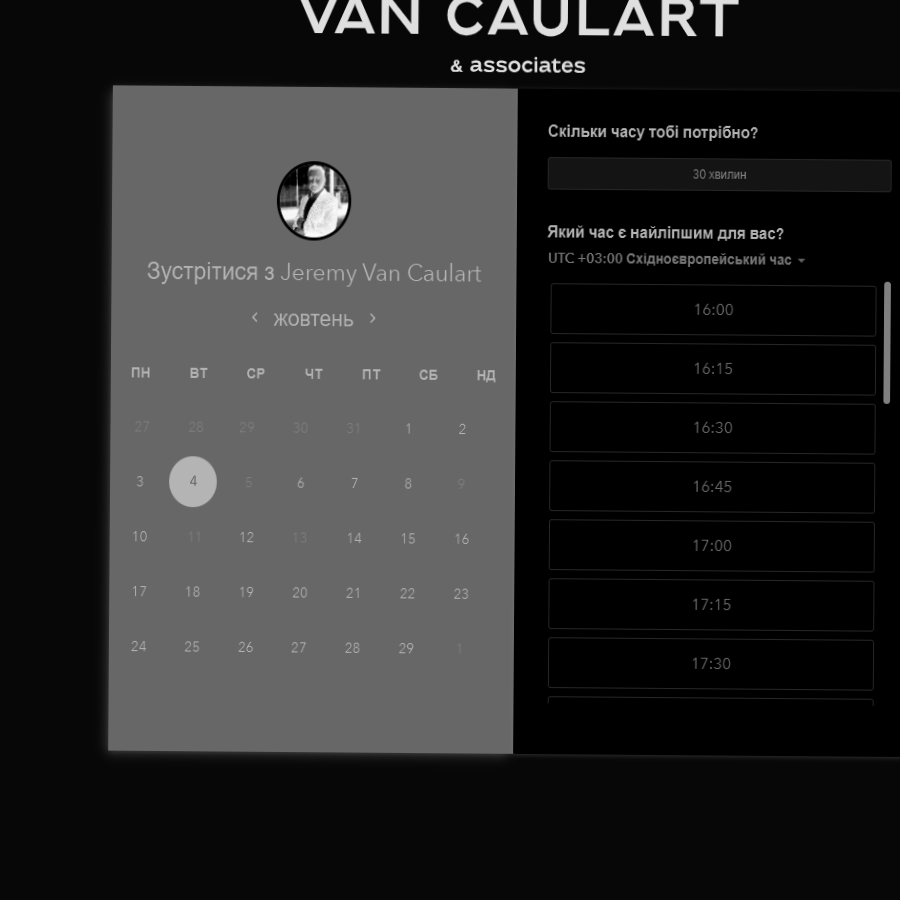 VAN CAULART
& associates
Зустрітися з Jeremy Van Caulart
жовтень
ПН ВТ СР ЧТ ПТ СБ НД
27 28 29 30 31 1 2
3 4 5 6 7 8 9
10 11 12 13 14 15 16
17 18 19 20 21 22 23
24 25 26 27 28 29 1
Скільки часу тобі потрібно?
30 хвилин
Який час є найліпшим для вас?
UTC +03:00 Східноєвропейський час
16:00
16:15
16:30
16:45
17:00
17:15
17:30